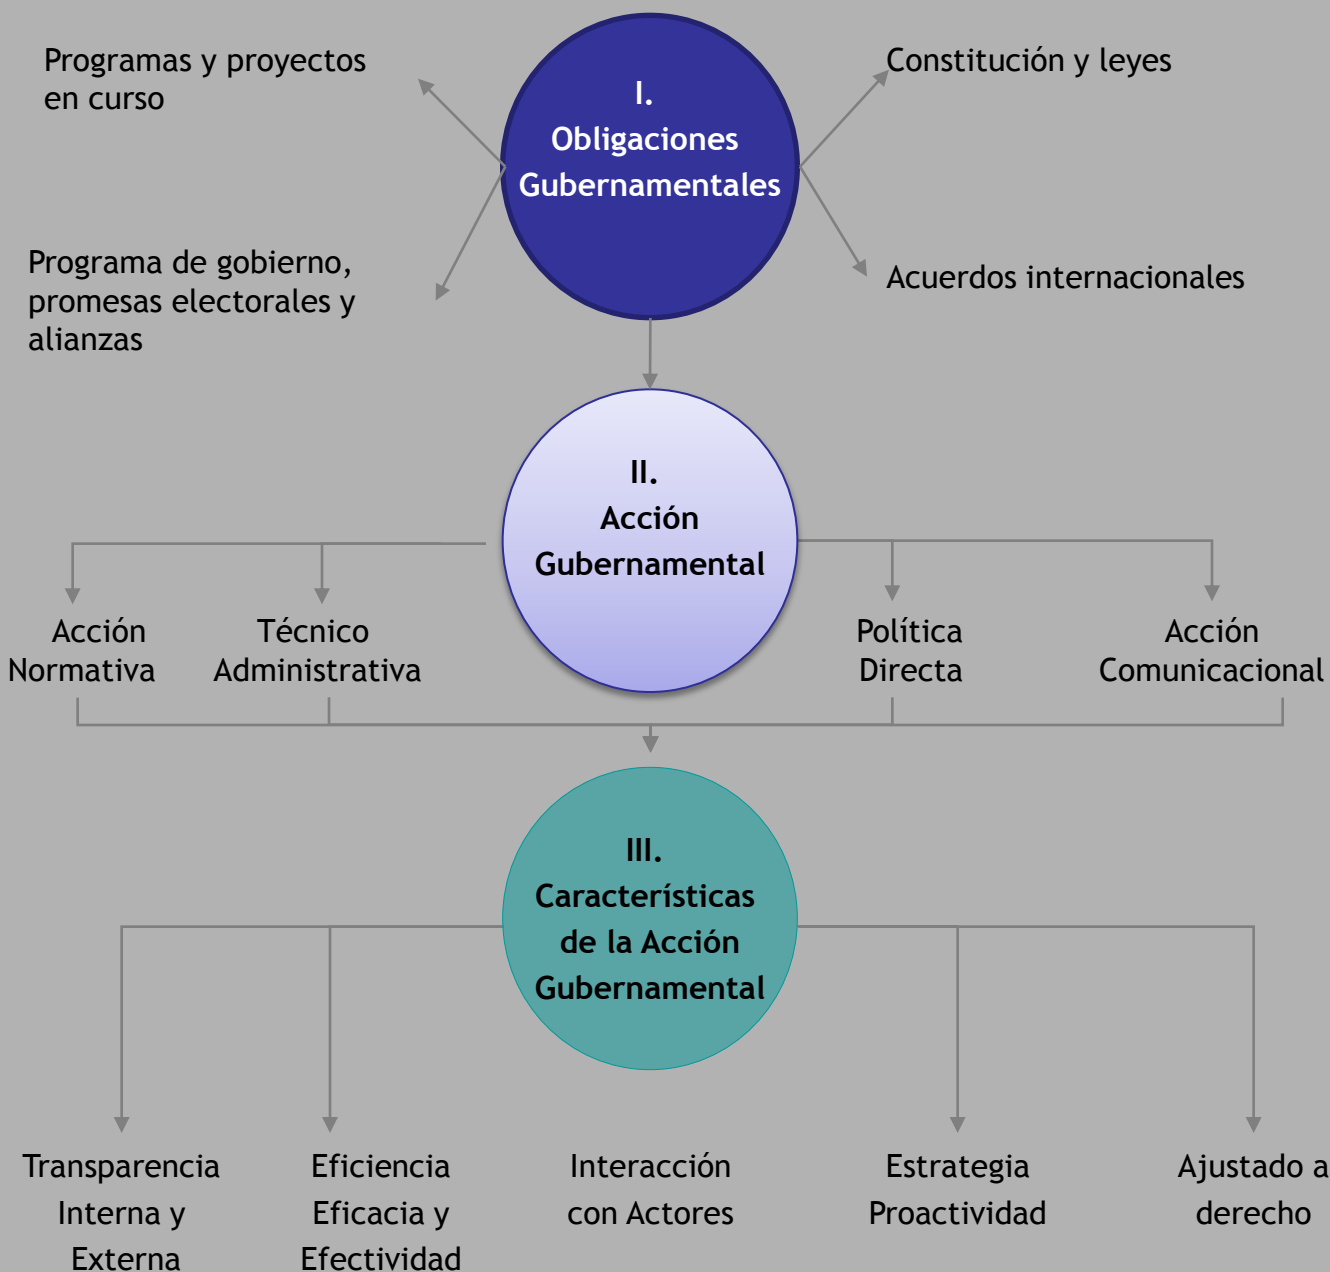 Programas y proyectos
en curso
I.
Obligaciones
Gubernamentales
Constitución y leyes
Programa de gobierno,
promesas electorales y
alianzas
Acuerdos internacionales
II.
Acción
Gubernamental
Acción
Normativa
Técnico
Administrativa
Política
Directa
Acción
Comunicacional
III.
Características
de la Acción
Gubernamental
Transparencia
Interna y
Externa
Eficiencia
Eficacia y
Efectividad
Interacción
con Actores
Estrategia
Proactividad
Ajustado a
derecho